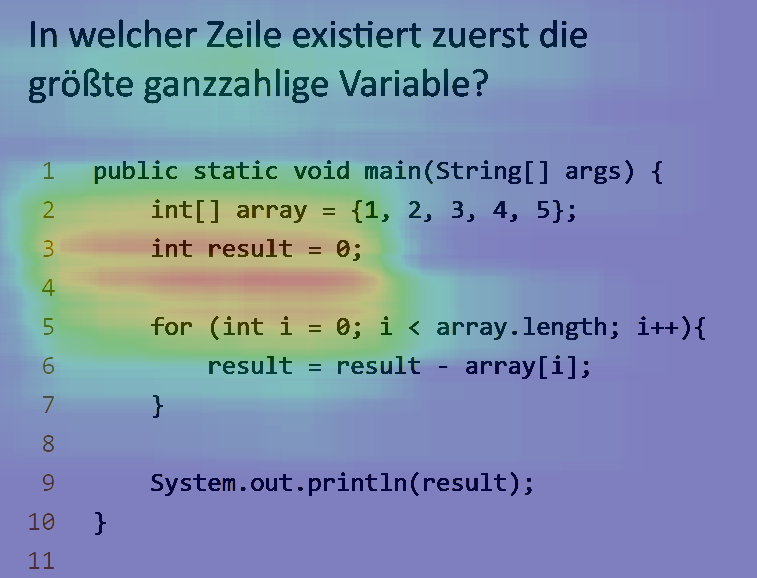 In welcher Zeile existiert zuerst die
größte ganzzahlige Variable?
1 public static void main(String[] args) {
2 int[] array = {1, 2, 3, 4, 5};
3 int result = 0;
4
5 for (int i = 0; i < array.length; i++){
6 result = result - array[i];
7 }
8
9 System.out.println(result);
10 }
11